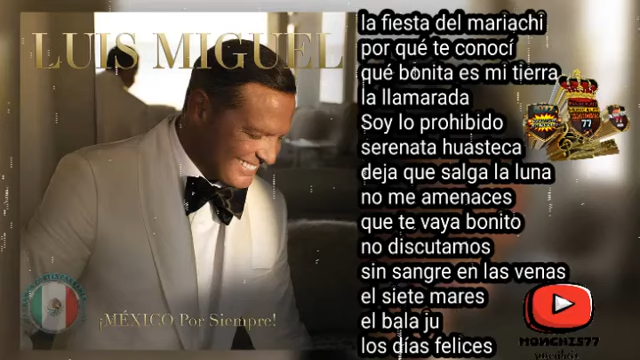 LUIS MIGUEL
¡MÉXICO Por Siempre!
la fiesta del mariachi
por qué te conocí
qué bonita es mi tierra
la llamarada
Soy lo prohibido
serenata huasteca
deja que salga la luna
no me amenaces
que te vaya bonito
no discutamos
sin sangre en las venas
el siete mares
el bala ju
los días felices
77
MONCHIS77